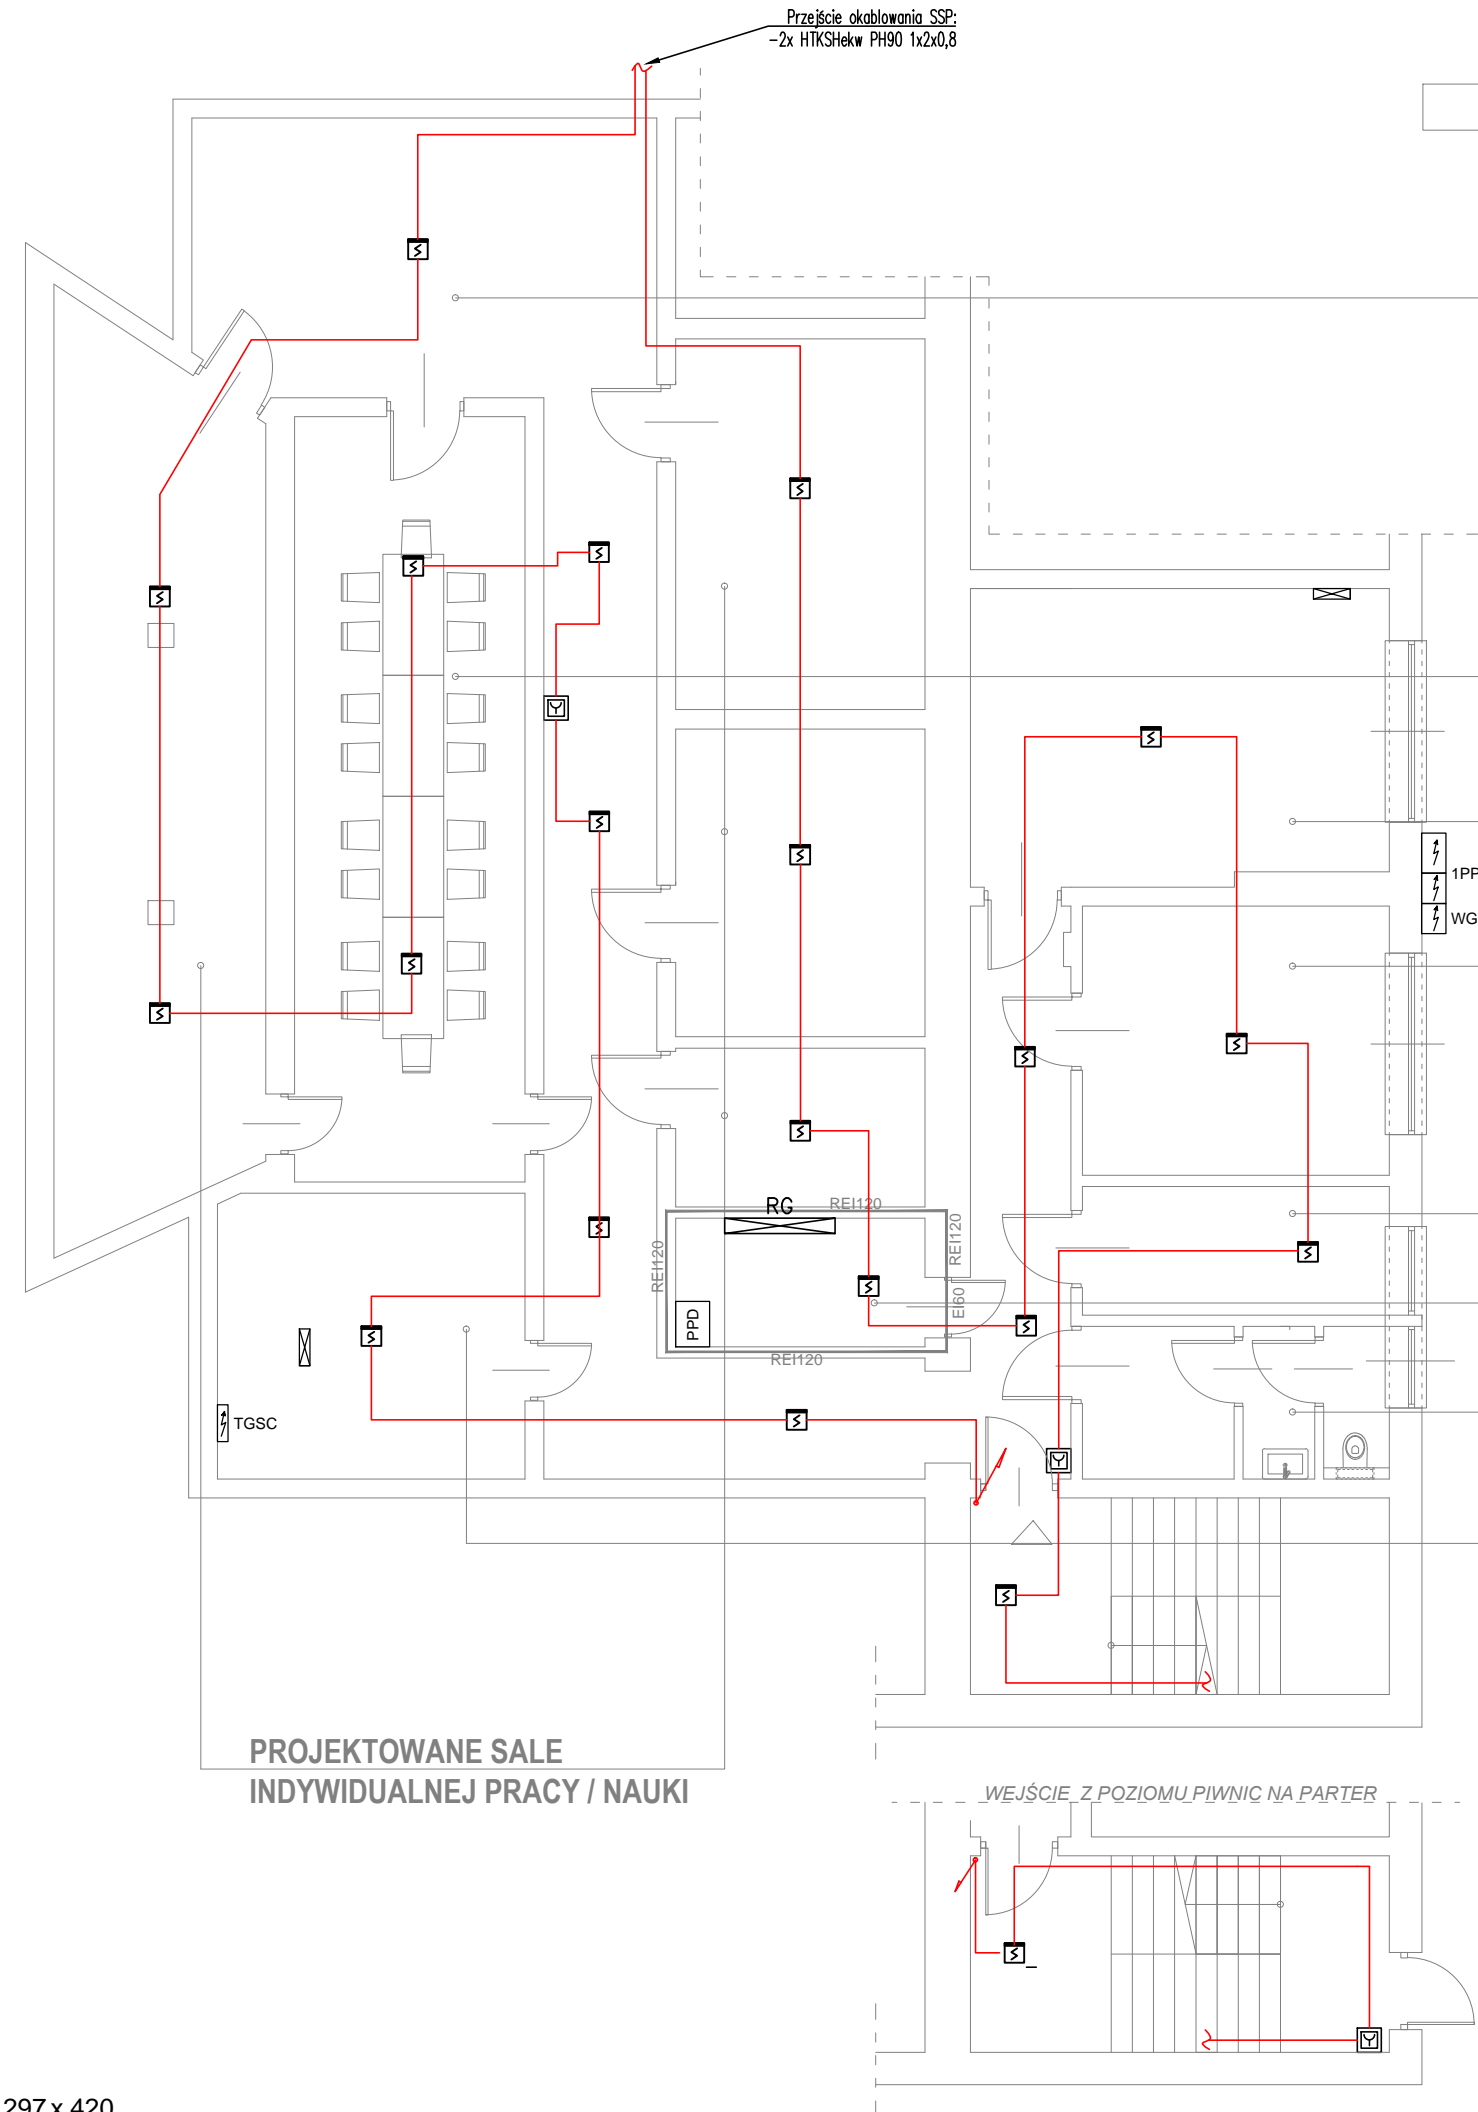 Przejście okablowania SSP:
-2x HTKSHekw PH90 1x2x0,8
1PP
WG
RG
REI120
REI120
REI120
EI60
PPD
REI120
TGSC
PROJEKTOWANE SALE
INDYWIDUALNEJ PRACY / NAUKI
WEJŚCIE Z POZIOMU PIWNIC NA PARTER
297 x 420